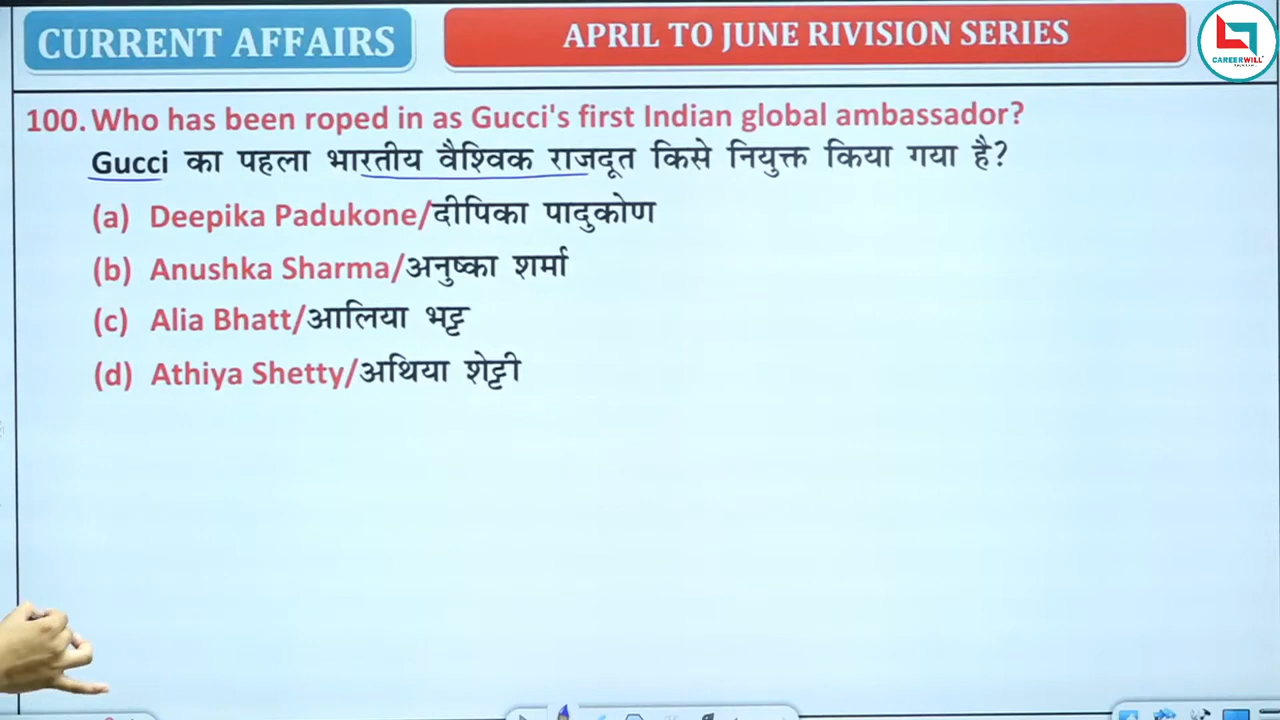 CURRENT AFFAIRS
APRIL TO JUNE RIVISION SERIES
CAREERWILL
100. Who has been roped in as Gucci's first Indian global ambassador?
Gucci का पहला भारतीय वैश्विक राजदूत किसे नियुक्त किया गया है?
(a) Deepika Padukone/दीपिका पादुकोण
(b) Anushka Sharma/अनुष्का शर्मा
(c) Alia Bhatt/आलिया भट्ट
(d) Athiya Shetty/अथिया शेट्टी